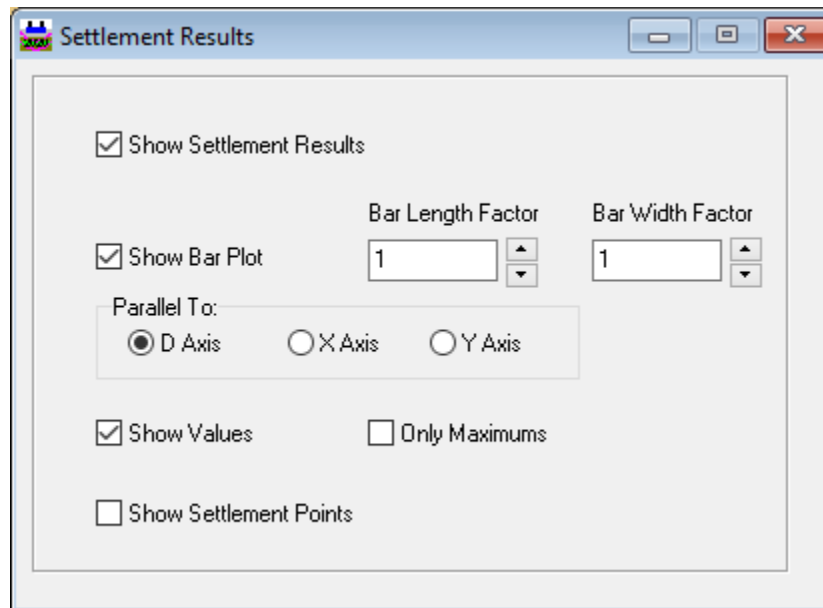 Settlement Results
Show Settlement Results
Bar Length Factor Bar Width Factor
Show Bar Plot 1 1
Parallel To:
D Axis X Axis Y Axis
Show Values Only Maximums
Show Settlement Points